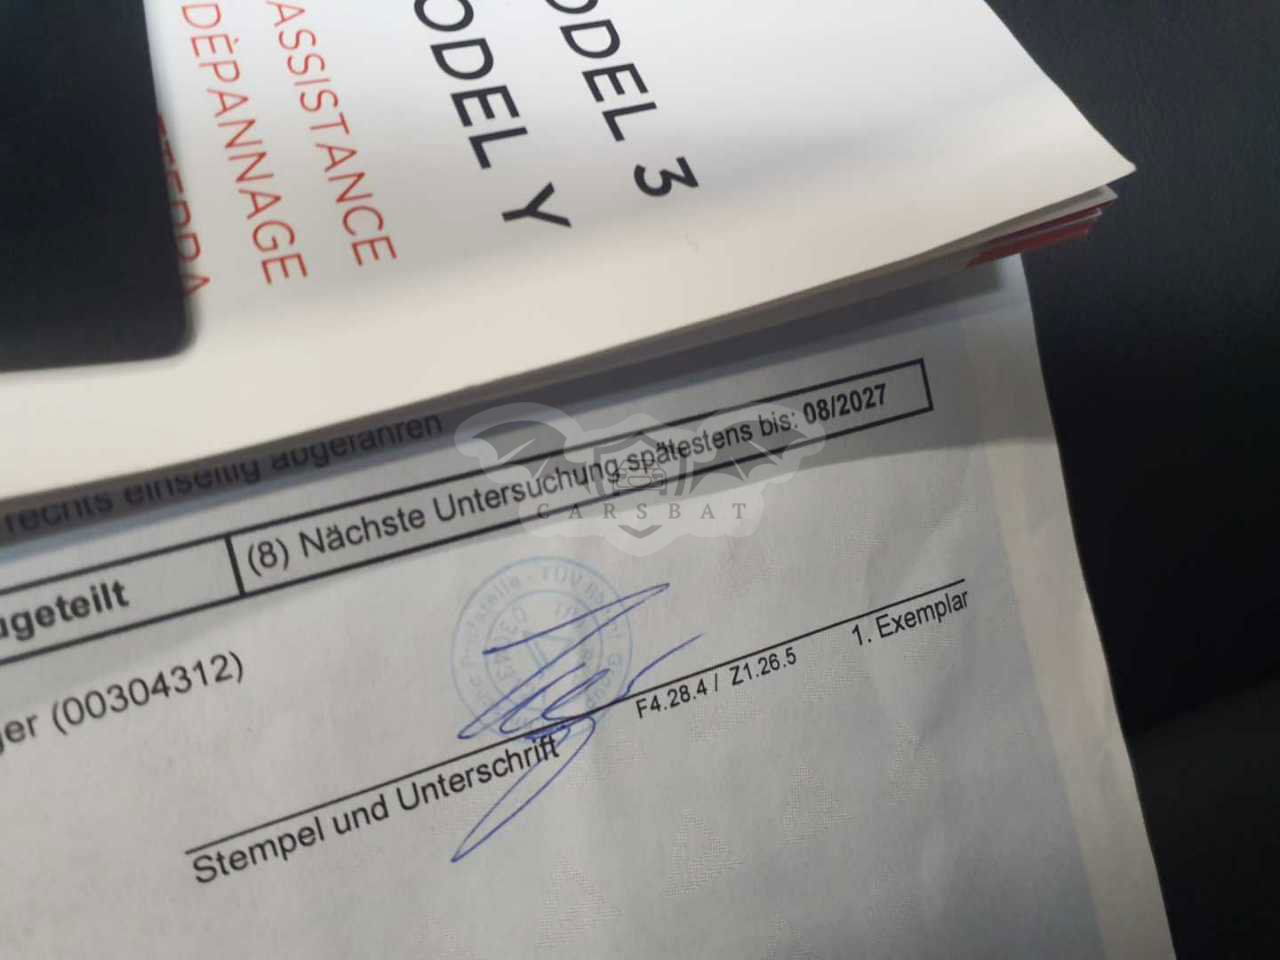 ODEL 3
ODEL Y
ASSISTANCE
DÈPANNAGE
rechts einseitig abgefahren
(8) Nächste Untersuchung spätestens bis: 08/2027
CARSBAT
ugeteilt
ger (00304312)
Stempel und Unterschrift
F4.28.4 / Z1.26.5
1. Exemplar